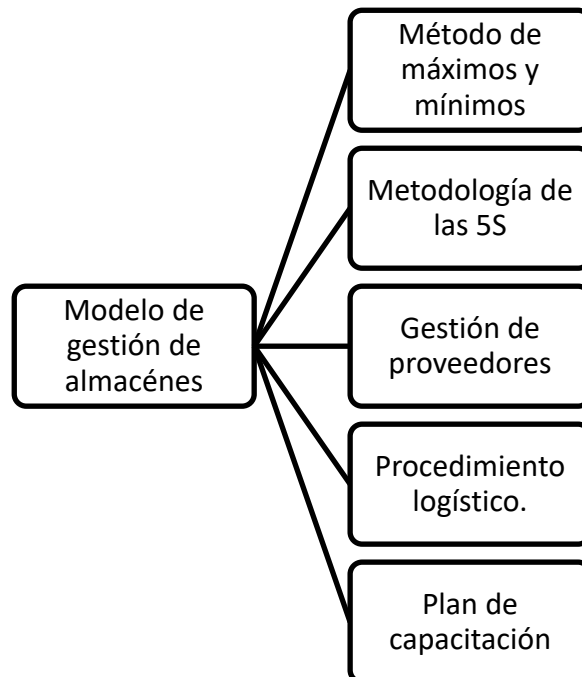 Método de
máximos y
mínimos
Metodología de
las 5S
Modelo de
gestión de
almacénes
Gestión de
proveedores
Procedimiento
logístico.
Plan de
capacitación